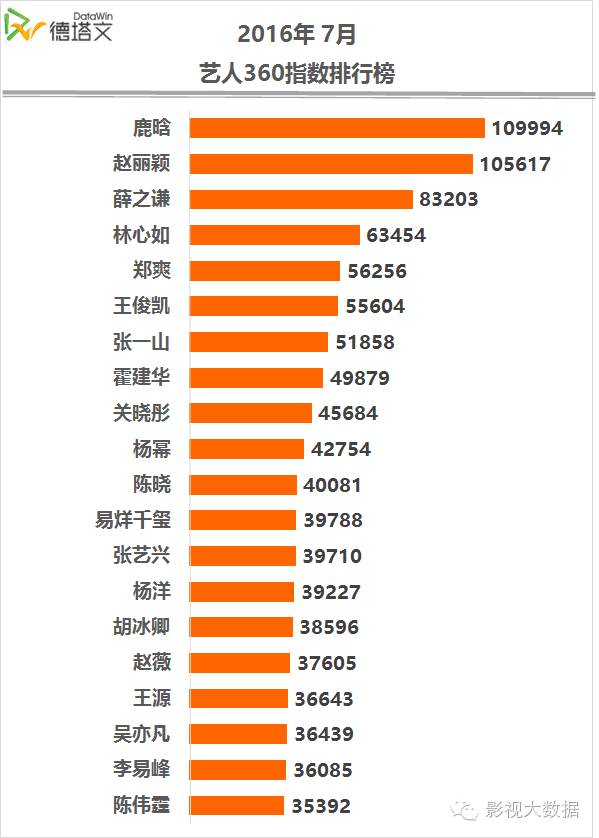 DataWin
德塔文
2016年 7月
艺人360指数排行榜
鹿晗 109994
赵丽颖 105617
薛之谦 83203
林心如 63454
郑爽 56256
王俊凯 55604
张一山 51858
霍建华 49879
关晓彤 45684
杨幂 42754
陈晓 40081
易烊千玺 39788
张艺兴 39710
杨洋 39227
胡冰卿 38596
赵薇 37605
王源 36643
吴亦凡 36439
李易峰 36085
陈伟霆 35392
影视大数据